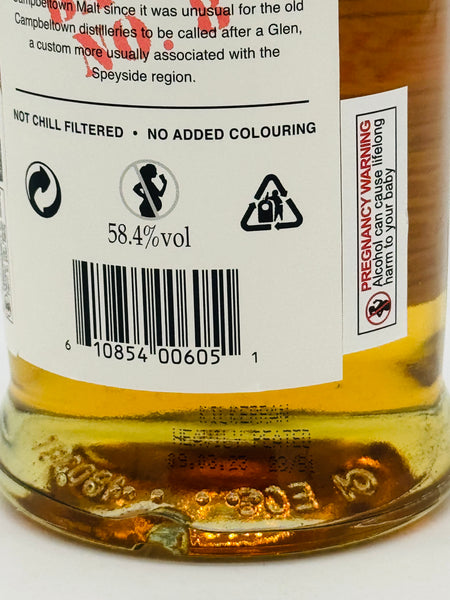 Campbeltown Malt since it was unusual for the old
Campbeltown distilleries to be called after a Glen,
a custom more usually associated with the
Speyside region.
NO.
NOT CHILL FILTERED • NO ADDED COLOURING
58.4%vol
6 10854 00605 1
PREGNANCY WARNING
Alcohol can cause lifelong
harm to your baby
KILKERRAN